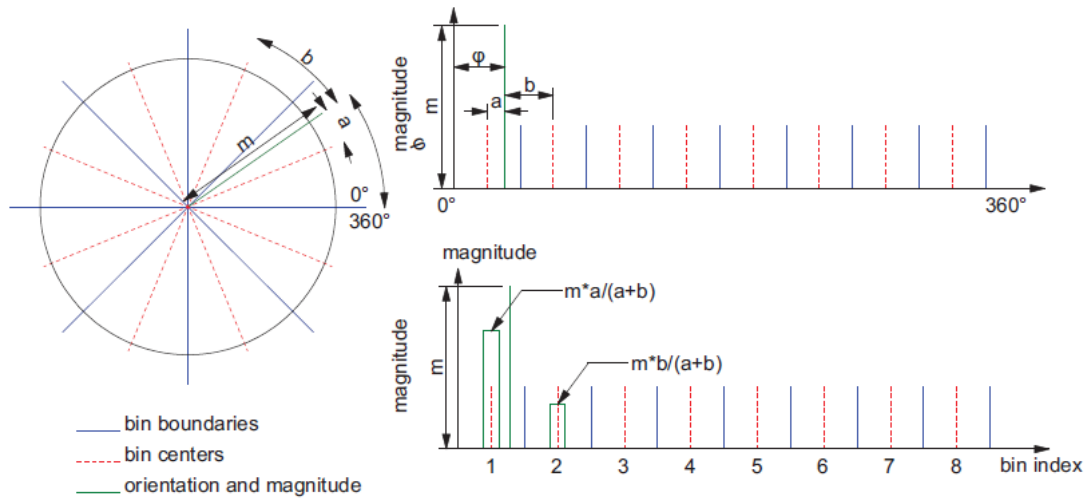 b
a
m
0°
360°
magnitude
m
φ
φ
a
b
0°
360°
magnitude
magnitude
m
m*a/(a+b)
m*b/(a+b)
1 2 3 4 5 6 7 8 bin index
bin boundaries
bin centers
orientation and magnitude